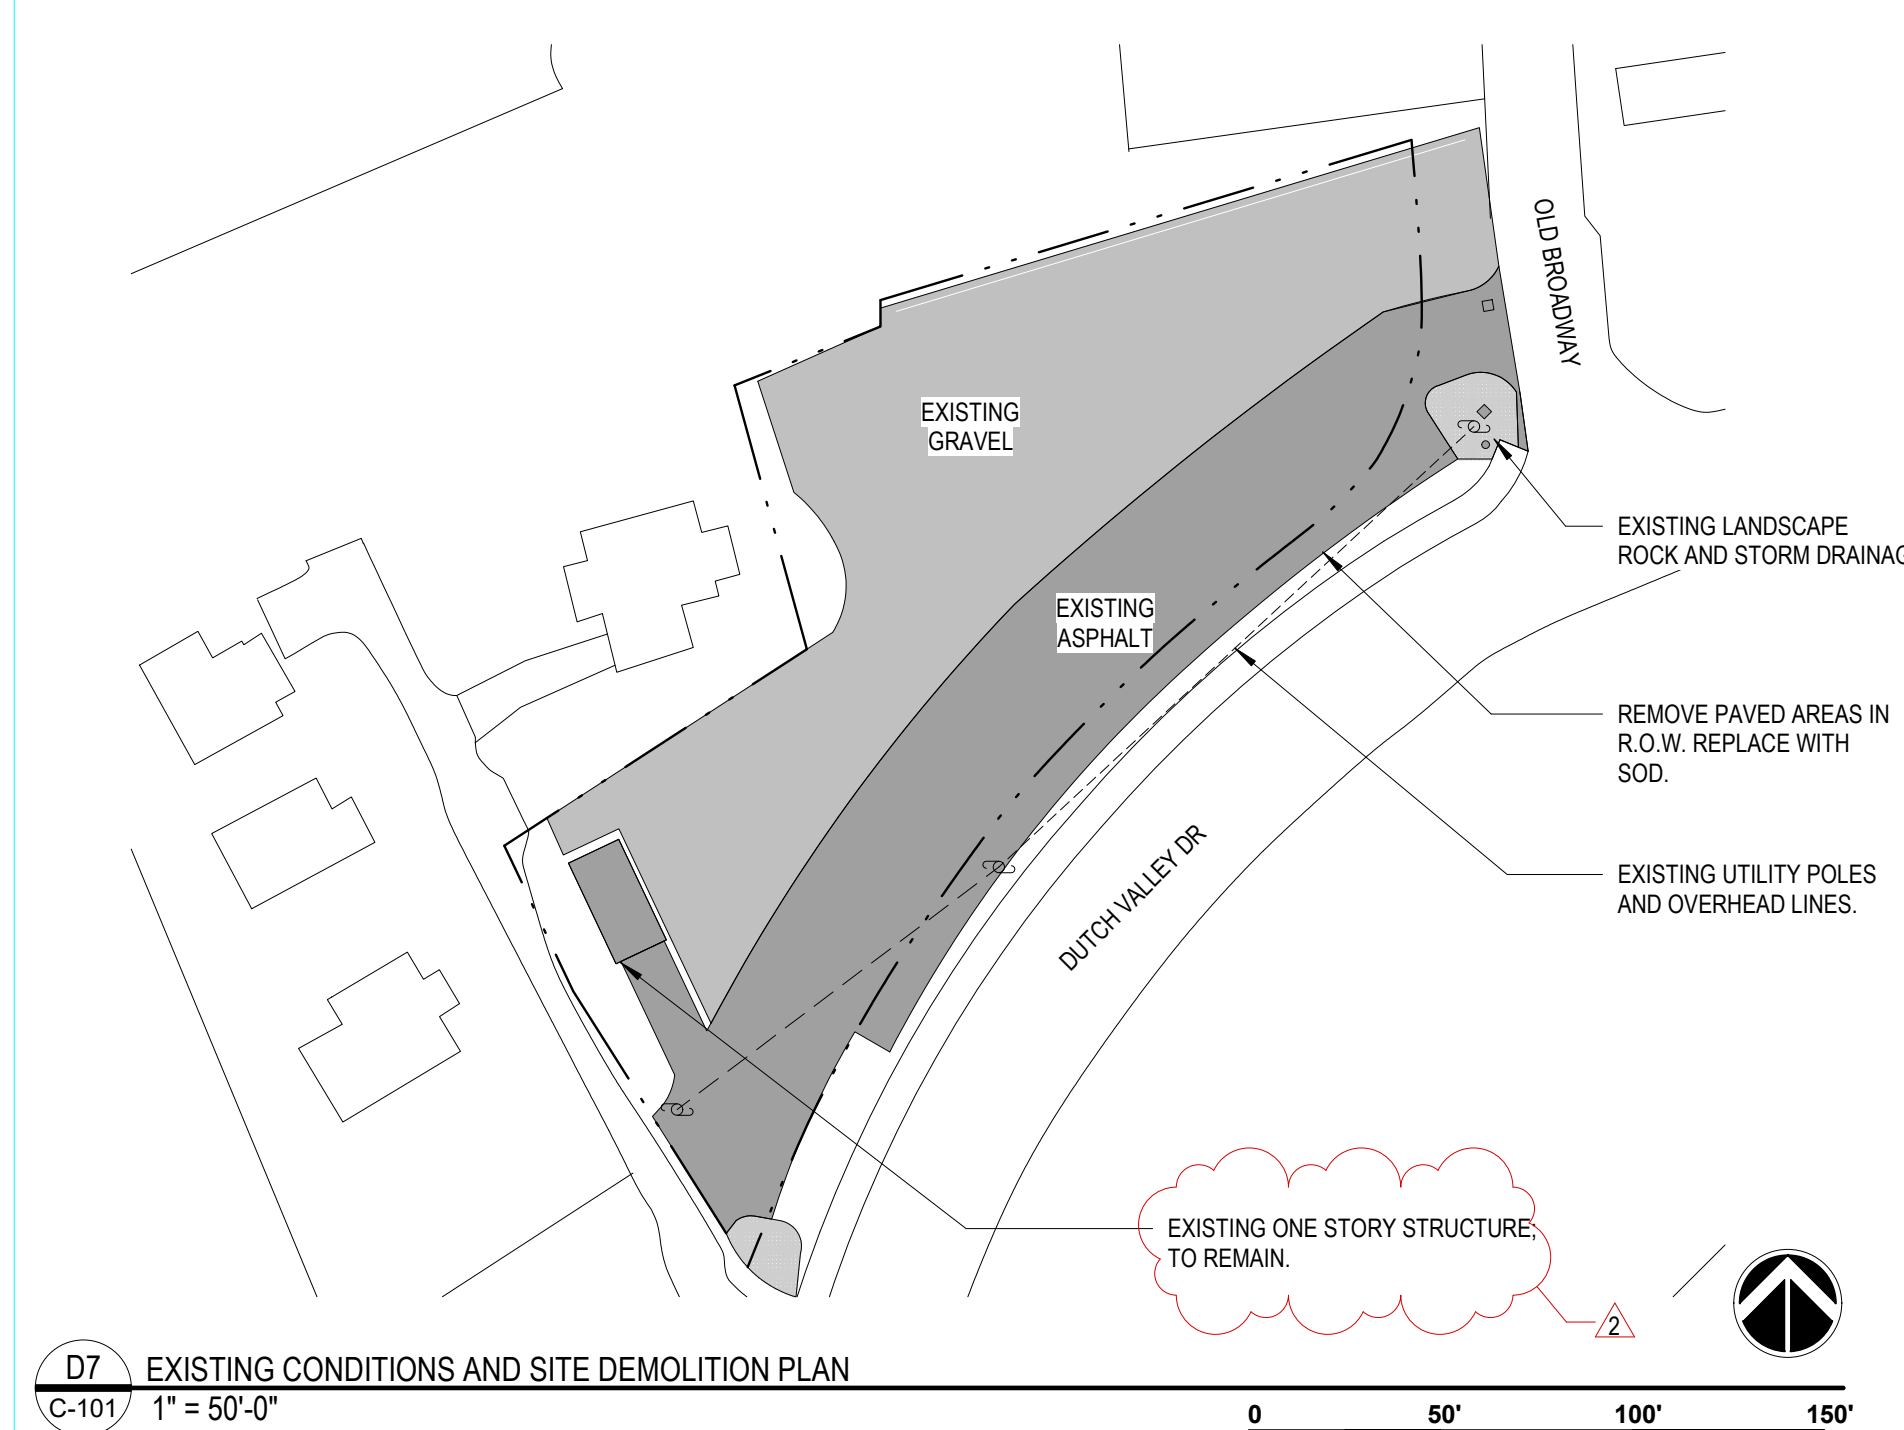 OLD BROADWAY
EXISTING
GRAVEL
EXISTING LANDSCAPE
ROCK AND STORM
EXISTING
ASPHALT
REMOVE PAVED AREAS IN
R.O.W. REPLACE WITH
SOD.
DUTCH VALLEY DR
EXISTING UTILITY POLES
AND OVERHEAD LINES.
EXISTING ONE STORY STRUCTURE;
TO REMAIN.
2
D7
EXISTING CONDITIONS AND SITE DEMOLITION PLAN
C-101
1" = 50'-0"
0 50' 100' 150'